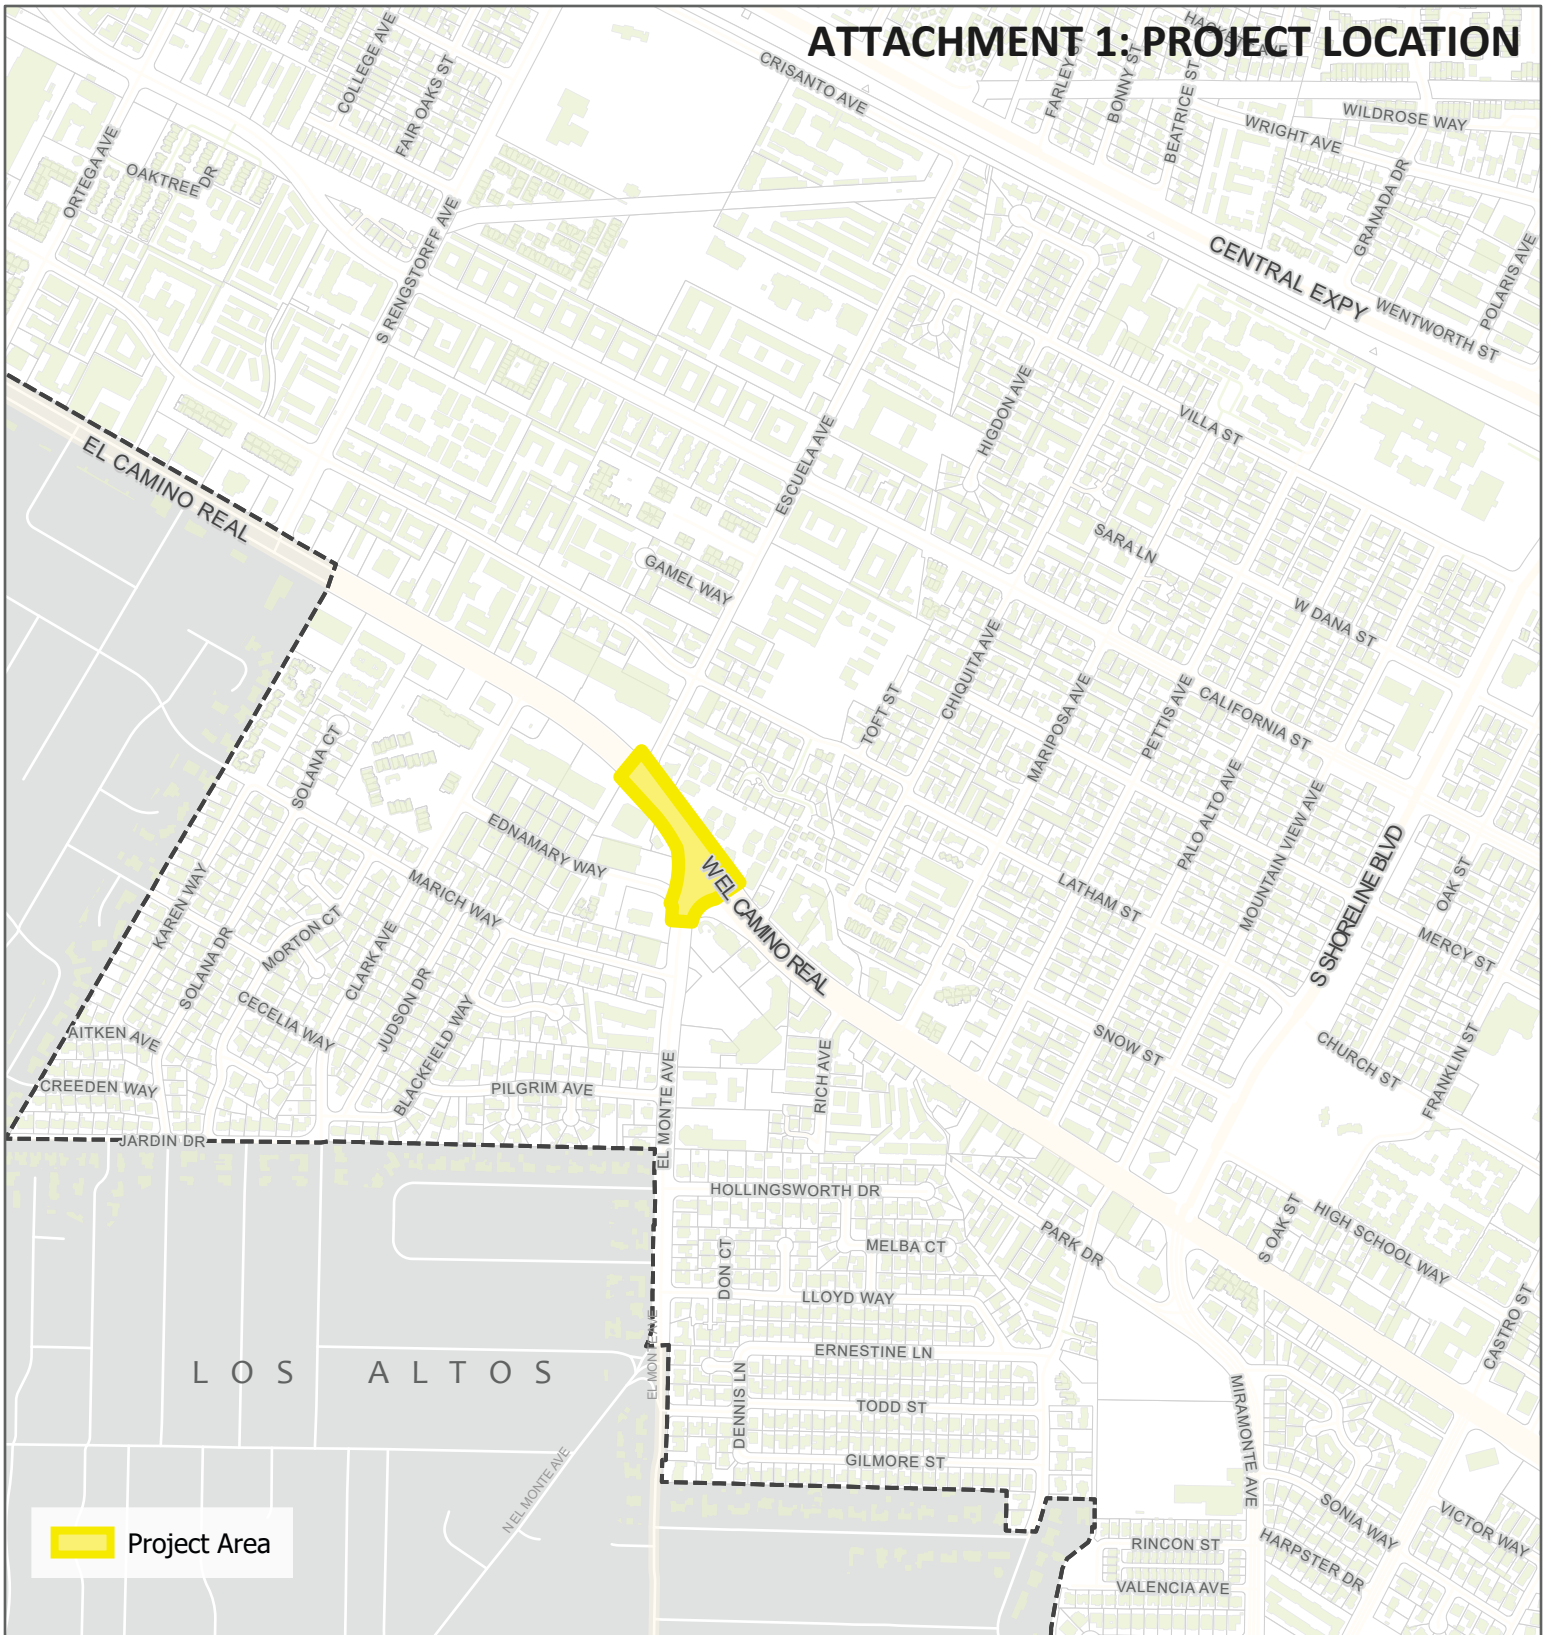 ATTACHMENT 1: PROJECT LOCATION
COLLEGE AVE
FAIR OAKS ST
CRISANTO AVE
FARLEY S
BONNY ST
BEATRICE ST
WILDROSE WAY
WRIGHT AVE
GRANADA DR
ORTEGA AVE
OAKTREE DR
S RENGSTORFF AVE
CENTRAL EXPY
WENTWORTH ST
POLARIS AVE
HIGDON AVE
VILLA ST
EL CAMINO REAL
ESCUELA AVE
SARA LN
GAMEL WAY
W DANA ST
CHIQUITA AVE
TOFT ST
MARIPOSA AVE
PETTIS AVE
CALIFORNIA ST
SOLANA CT
EDNAMARY WAY
PALO ALTO AVE
MOUNTAIN VIEW AVE
S SHORELINE BLVD
W EL CAMINO REAL
LATHAM ST
OAK ST
MERCY ST
KAREN WAY
MARICH WAY
MORTON CT
SOLANA DR
CLARK AVE
CECELIA WAY
JUDSON DR
BLACKFIELD WAY
AITKEN AVE
CREEDEN WAY
PILGRIM AVE
EL MONTE AVE
RICH AVE
SNOW ST
CHURCH ST
FRANKLIN ST
JARDIN DR
HOLLINGSWORTH DR
MELBA CT
DON CT
PARK DR
S OAK ST
HIGH SCHOOL WAY
LLOYD WAY
CASTRO ST
ERNESTINE LN
LOS ALTOS
EL MONTE AVE
DENNIS LN
TODD ST
MIRAMONTE AVE
GILMORE ST
N EL MONTE AVE
SONIA WAY
VICTOR WAY
HARPSTER DR
RINCON ST
VALENCIA AVE
Project Area